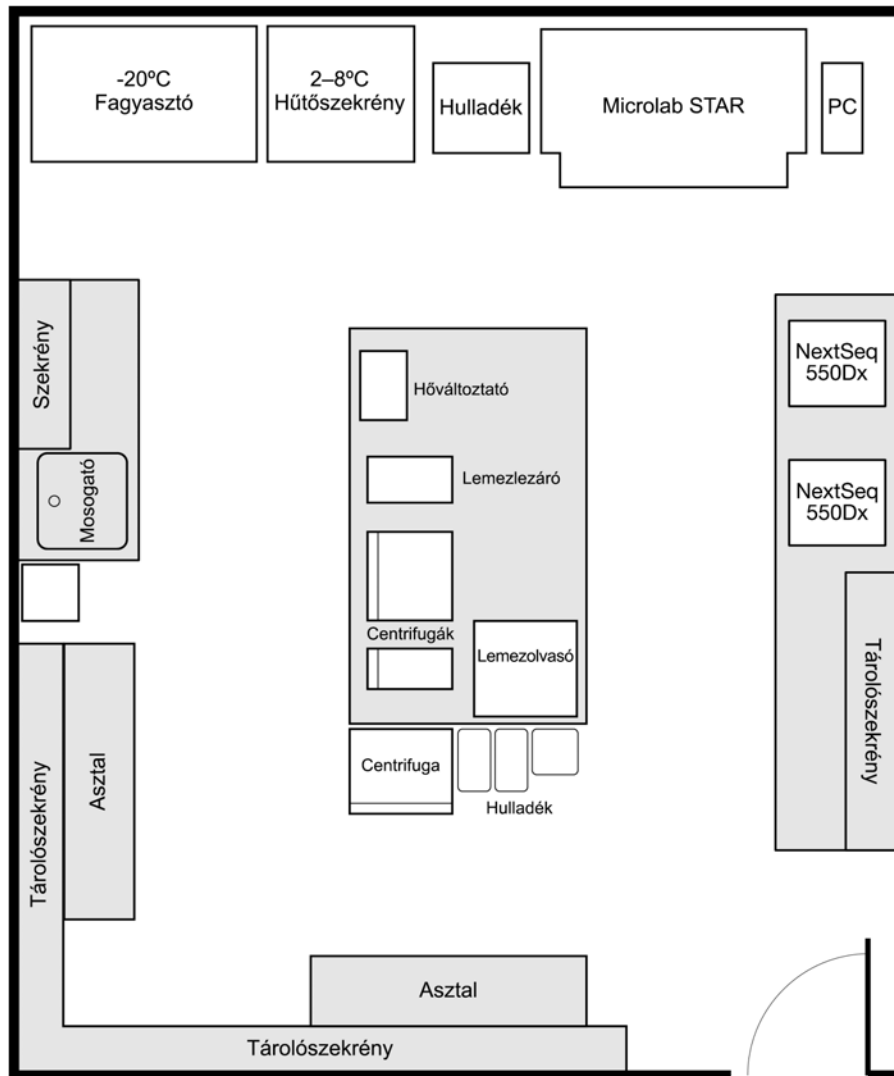 -20ºC
Fagyasztó
2–8ºC
Hűtőszekrény
Hulladék
Microlab STAR
PC
Szekrény
Mosogató
Hőváltoztató
Lemezlezáró
Centrifugák
Lemezolvasó
Centrifuga
Hulladék
NextSeq
550Dx
NextSeq
550Dx
Tárolószekrény
Tárolószekrény
Asztal
Asztal
Tárolószekrény